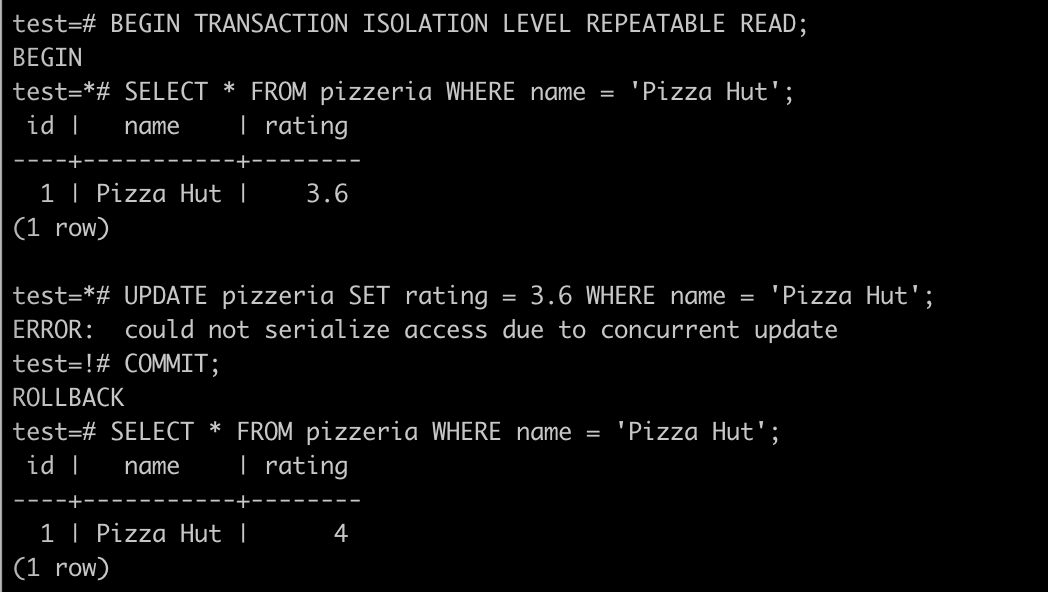 test=# BEGIN TRANSACTION ISOLATION LEVEL REPEATABLE READ;
BEGIN
test=*# SELECT * FROM pizzeria WHERE name = 'Pizza Hut';
 id |   name    | rating
----+-----------+--------
  1 | Pizza Hut |    3.6
(1 row)

test=*# UPDATE pizzeria SET rating = 3.6 WHERE name = 'Pizza Hut';
ERROR:  could not serialize access due to concurrent update
test=!# COMMIT;
ROLLBACK
test=# SELECT * FROM pizzeria WHERE name = 'Pizza Hut';
 id |   name    | rating
----+-----------+--------
  1 | Pizza Hut |      4
(1 row)